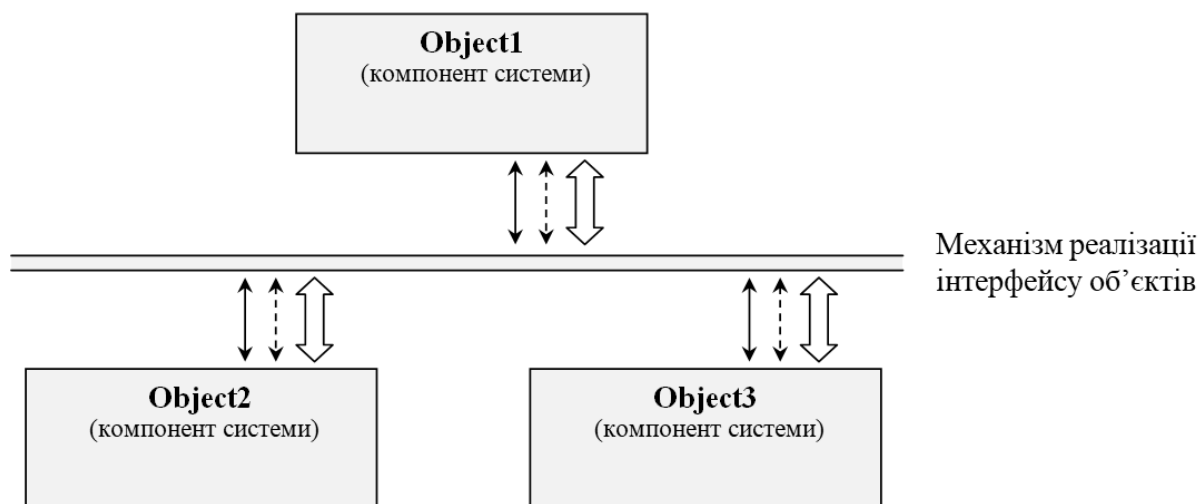 Object1
(компонент системи)
Механізм реалізації
інтерфейсу об’єктів
Object2
(компонент системи)
Object3
(компонент системи)